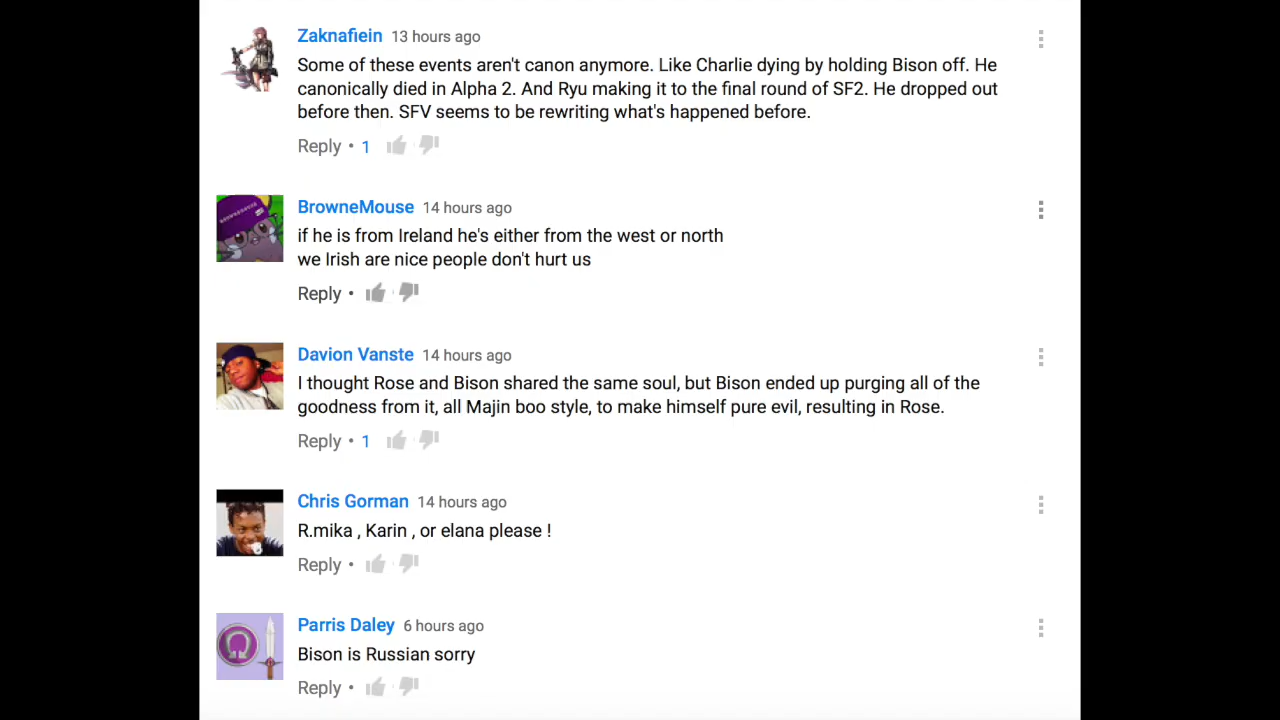 Zaknafiein 13 hours ago
Some of these events aren't canon anymore. Like Charlie dying by holding Bison off. He
canonically died in Alpha 2. And Ryu making it to the final round of SF2. He dropped out
before then. SFV seems to be rewriting what's happened before.
Reply • 1
BrowneMouse 14 hours ago
if he is from Ireland he's either from the west or north
we Irish are nice people don't hurt us
Reply •
Davion Vanste 14 hours ago
I thought Rose and Bison shared the same soul, but Bison ended up purging all of the
goodness from it, all Majin boo style, to make himself pure evil, resulting in Rose.
Reply • 1
Chris Gorman 14 hours ago
R.mika , Karin , or elana please !
Reply •
Parris Daley 6 hours ago
Bison is Russian sorry
Reply •